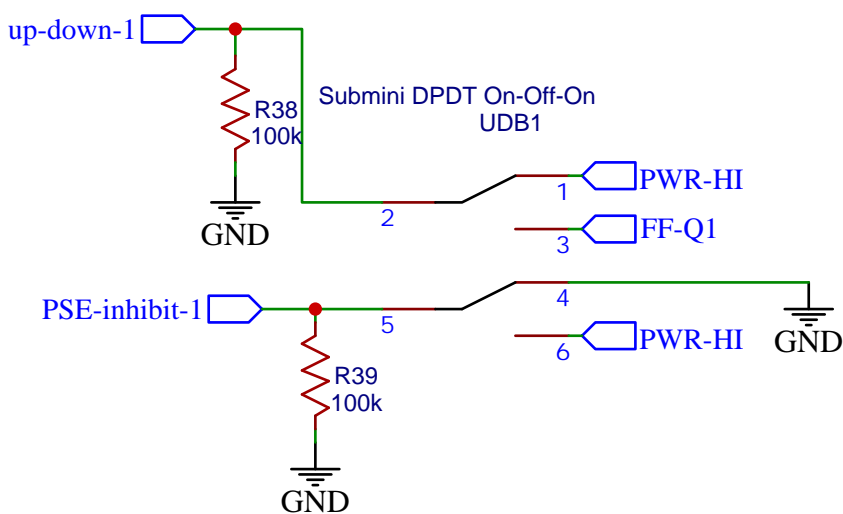 up-down-1
R38
100k
GND
Submini DPDT On-Off-On
UDB1
2
1
PWR-HI
3
FF-Q1
PSE-inhibit-1
5
4
GND
6
PWR-HI
R39
100k
GND